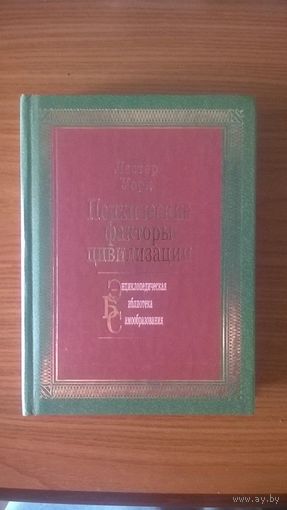 Лестер
Уорд
Психические
факторы
цивилизации
Энциклопедическая
Библиотека
Самообразования
www.ay.by